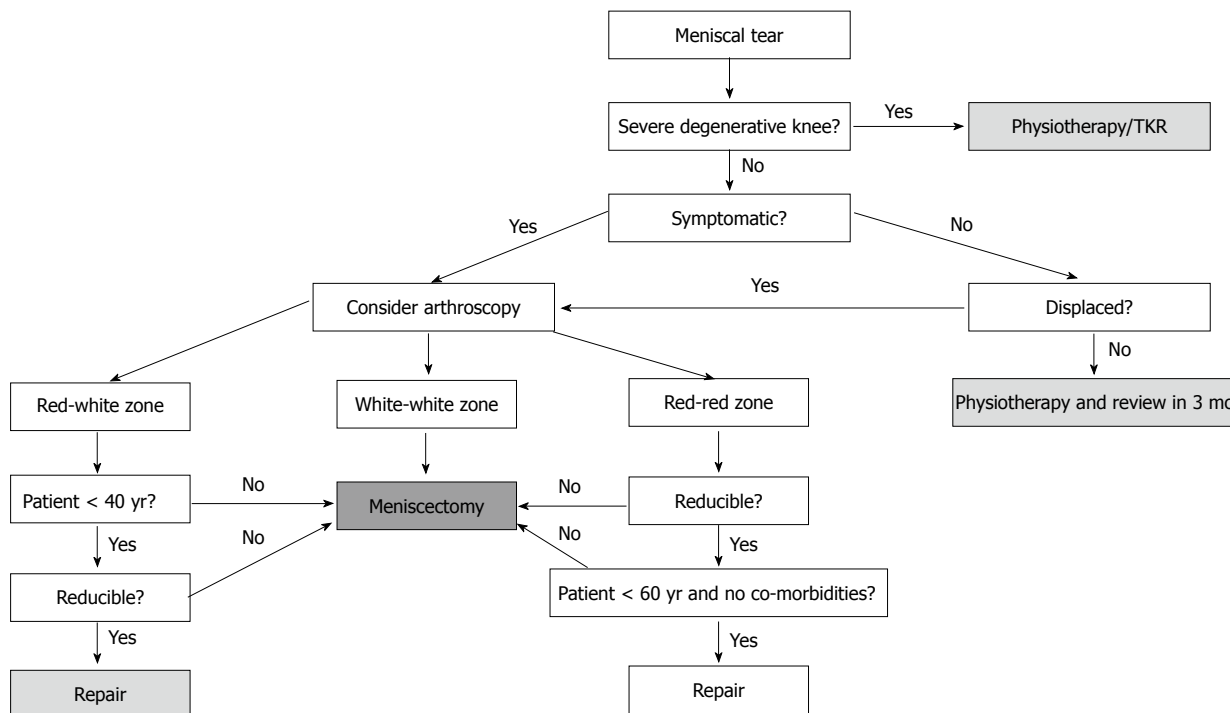 Meniscal tear
Severe degenerative knee?
Yes
Physiotherapy/TKR
No
Symptomatic?
Yes
No
Consider arthroscopy
Yes
Displaced?
No
Red-white zone
White-white zone
Red-red zone
Physiotherapy and review in 3 mo
Patient < 40 yr?
No
Meniscectomy
No
Reducible?
Yes
No
No
Yes
Reducible?
Patient < 60 yr and no co-morbidities?
Yes
Yes
Repair
Repair